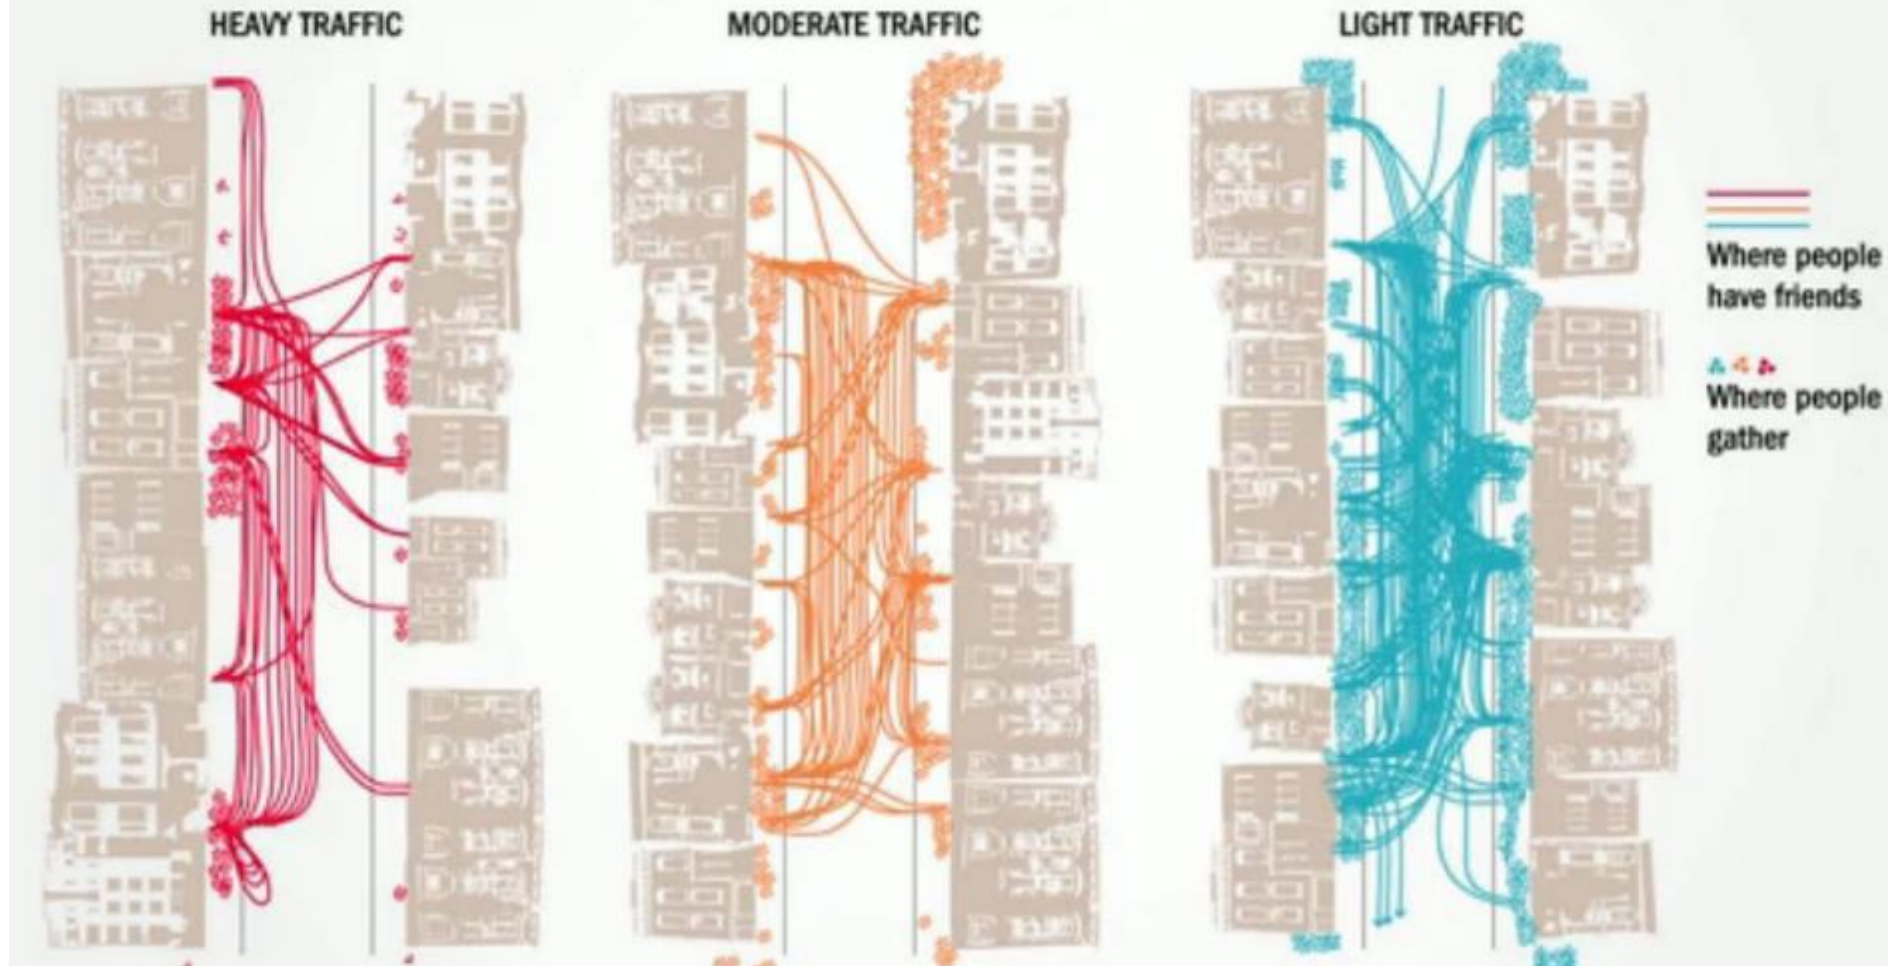 HEAVY TRAFFIC
MODERATE TRAFFIC
LIGHT TRAFFIC
Where people
have friends
Where people
gather